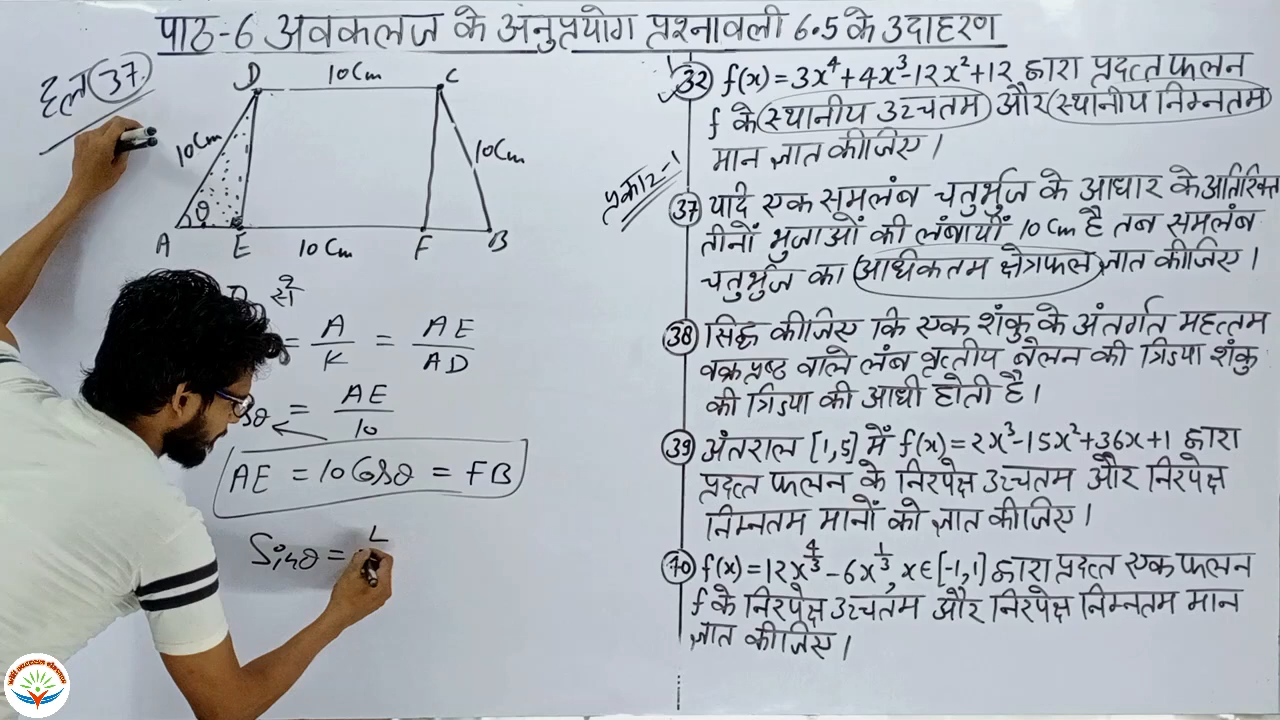 पाठ-6 अवकलज के अनुप्रयोग प्रश्नावली 6.5 के उदाहरण
हल 37.
D 10Cm C
10Cm 10Cm
θ
A E 10Cm F B
= A/K = AE/AD
= AE/10
AE = 10 Cosθ = FB
Sinθ = L
32 f(x) = 3x⁴+4x³-12x²+12 द्वारा प्रदत्त फलन
f के स्थानीय उच्चतम और स्थानीय निम्नतम
मान ज्ञात कीजिए।
प्रकार-1
37 यदि एक समलंब चतुर्भुज के आधार के अतिरिक्त
तीनों भुजाओं की लंबायाँ 10 Cm है तब समलंब
चतुर्भुज का अधिकतम क्षेत्रफल ज्ञात कीजिए।
38 सिद्ध कीजिए कि एक शंकु के अंतर्गत महत्तम
वक्रपृष्ठ वाले लंब वृत्तीय बेलन की त्रिज्या शंकु
की त्रिज्या की आधी होती है।
39 अंतराल [1,5] में f(x) = 2x³-15x²+36x+1 द्वारा
प्रदत्त फलन के निरपेक्ष उच्चतम और निरपेक्ष
निम्नतम मानों को ज्ञात कीजिए।
40 f(x) = 12x^4/3 - 6x^1/3, x∈[-1,1] द्वारा प्रदत्त एक फलन
f के निरपेक्ष उच्चतम और निरपेक्ष निम्नतम मान
ज्ञात कीजिए।